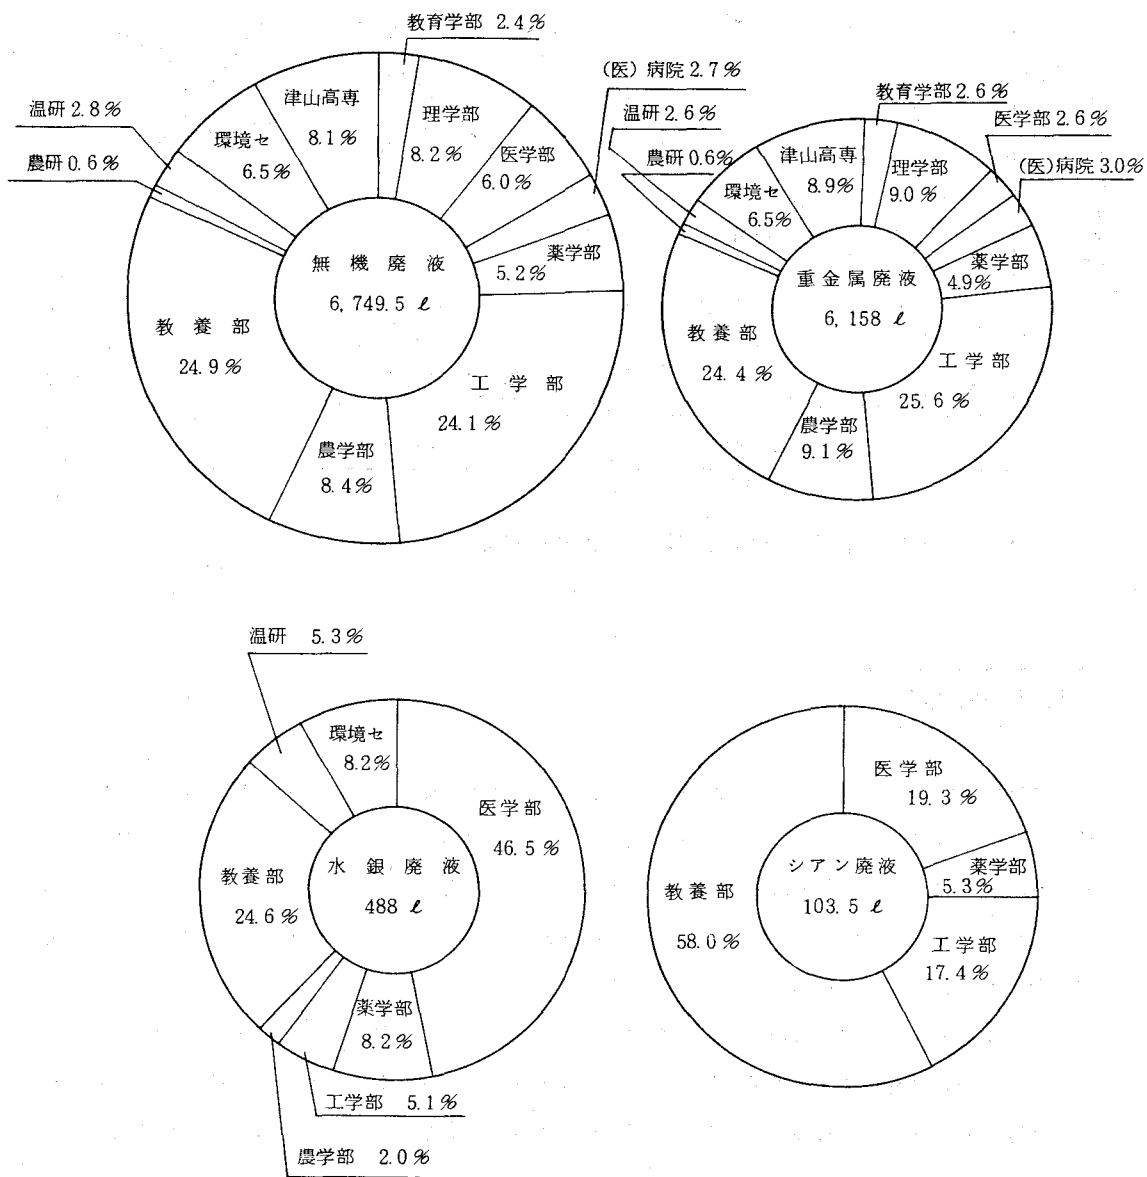 教育学部 2.4%
理学部
8.2%
医学部
6.0%
(医)病院 2.7%
薬学部
5.2%
工学部
24.1%
農学部
8.4%
教養部
24.9%
農研 0.6%
温研 2.8%
環境セ
6.5%
津山高専
8.1%
無機廃液
6,749.5 ℓ
教育学部 2.6%
理学部
9.0%
医学部 2.6%
(医)病院 3.0%
薬学部
4.9%
工学部
25.6%
農学部
9.1%
教養部
24.4%
農研 0.6%
温研 2.6%
環境セ
6.5%
津山高専
8.9%
重金属廃液
6,158 ℓ
医学部
46.5%
薬学部
8.2%
工学部 5.1%
農学部 2.0%
教養部
24.6%
温研 5.3%
環境セ
8.2%
水銀廃液
488 ℓ
医学部
19.3%
薬学部
5.3%
工学部
17.4%
教養部
58.0%
シアン廃液
103.5 ℓ